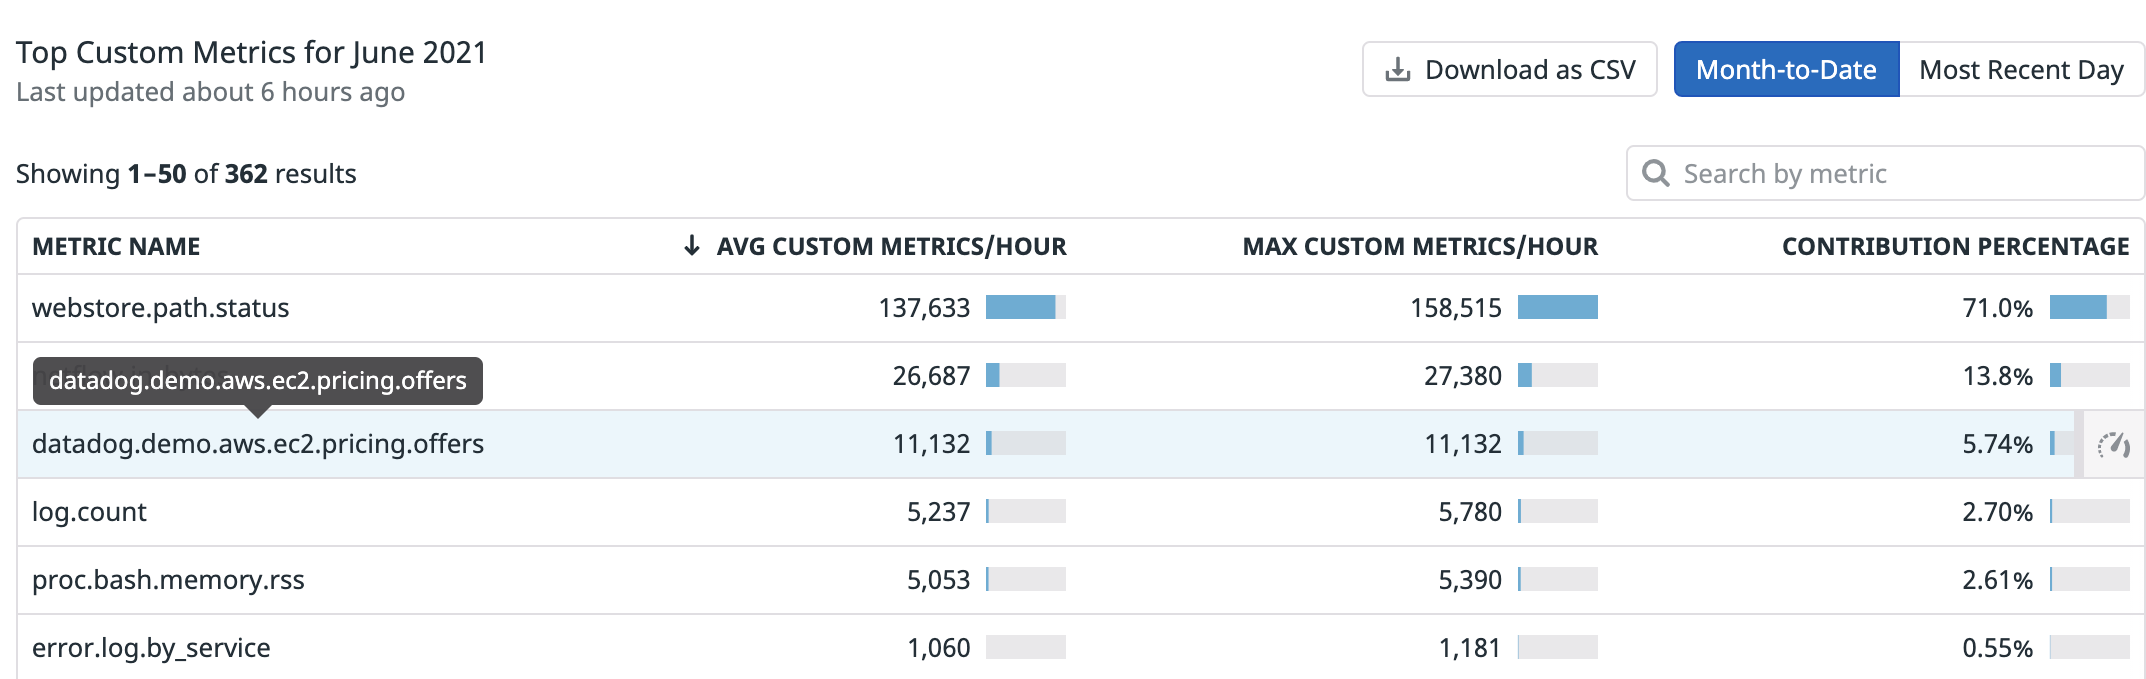 Top Custom Metrics for June 2021
Last updated about 6 hours ago
Download as CSV
Month-to-Date
Most Recent Day
Showing 1–50 of 362 results
Search by metric
METRIC NAME AVG CUSTOM METRICS/HOUR MAX CUSTOM METRICS/HOUR CONTRIBUTION PERCENTAGE
webstore.path.status 137,633 158,515 71.0%
datadog.demo.aws.ec2.pricing.offers
26,687 27,380 13.8%
datadog.demo.aws.ec2.pricing.offers 11,132 11,132 5.74%
log.count 5,237 5,780 2.70%
proc.bash.memory.rss 5,053 5,390 2.61%
error.log.by_service 1,060 1,181 0.55%